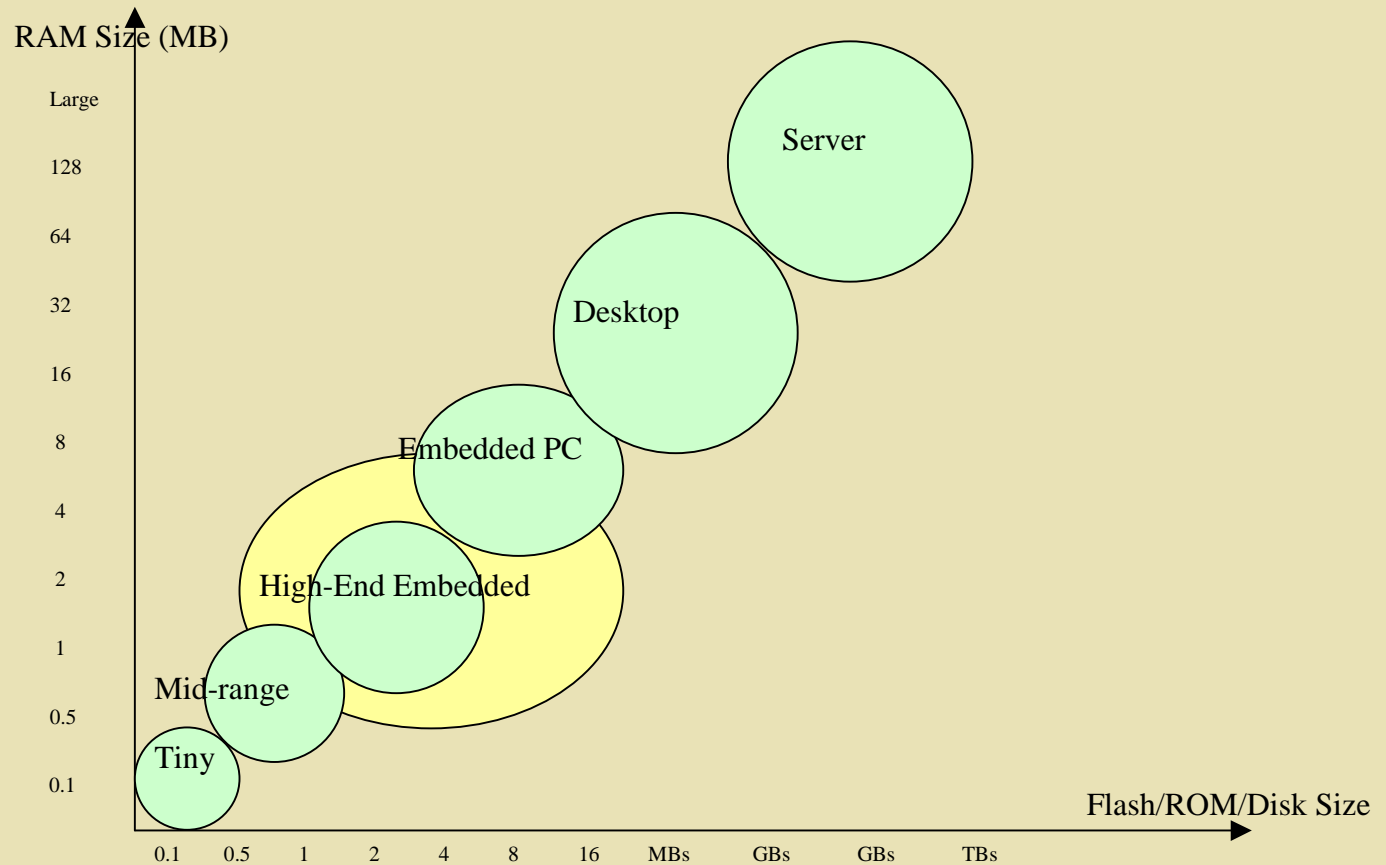 RAM Size (MB)
Large
Server
128
64
32
Desktop
16
8
Embedded PC
4
2
High-End Embedded
1
Mid-range
0.5
Tiny
0.1
Flash/ROM/Disk Size
0.1 0.5 1 2 4 8 16 MBs GBs GBs TBs